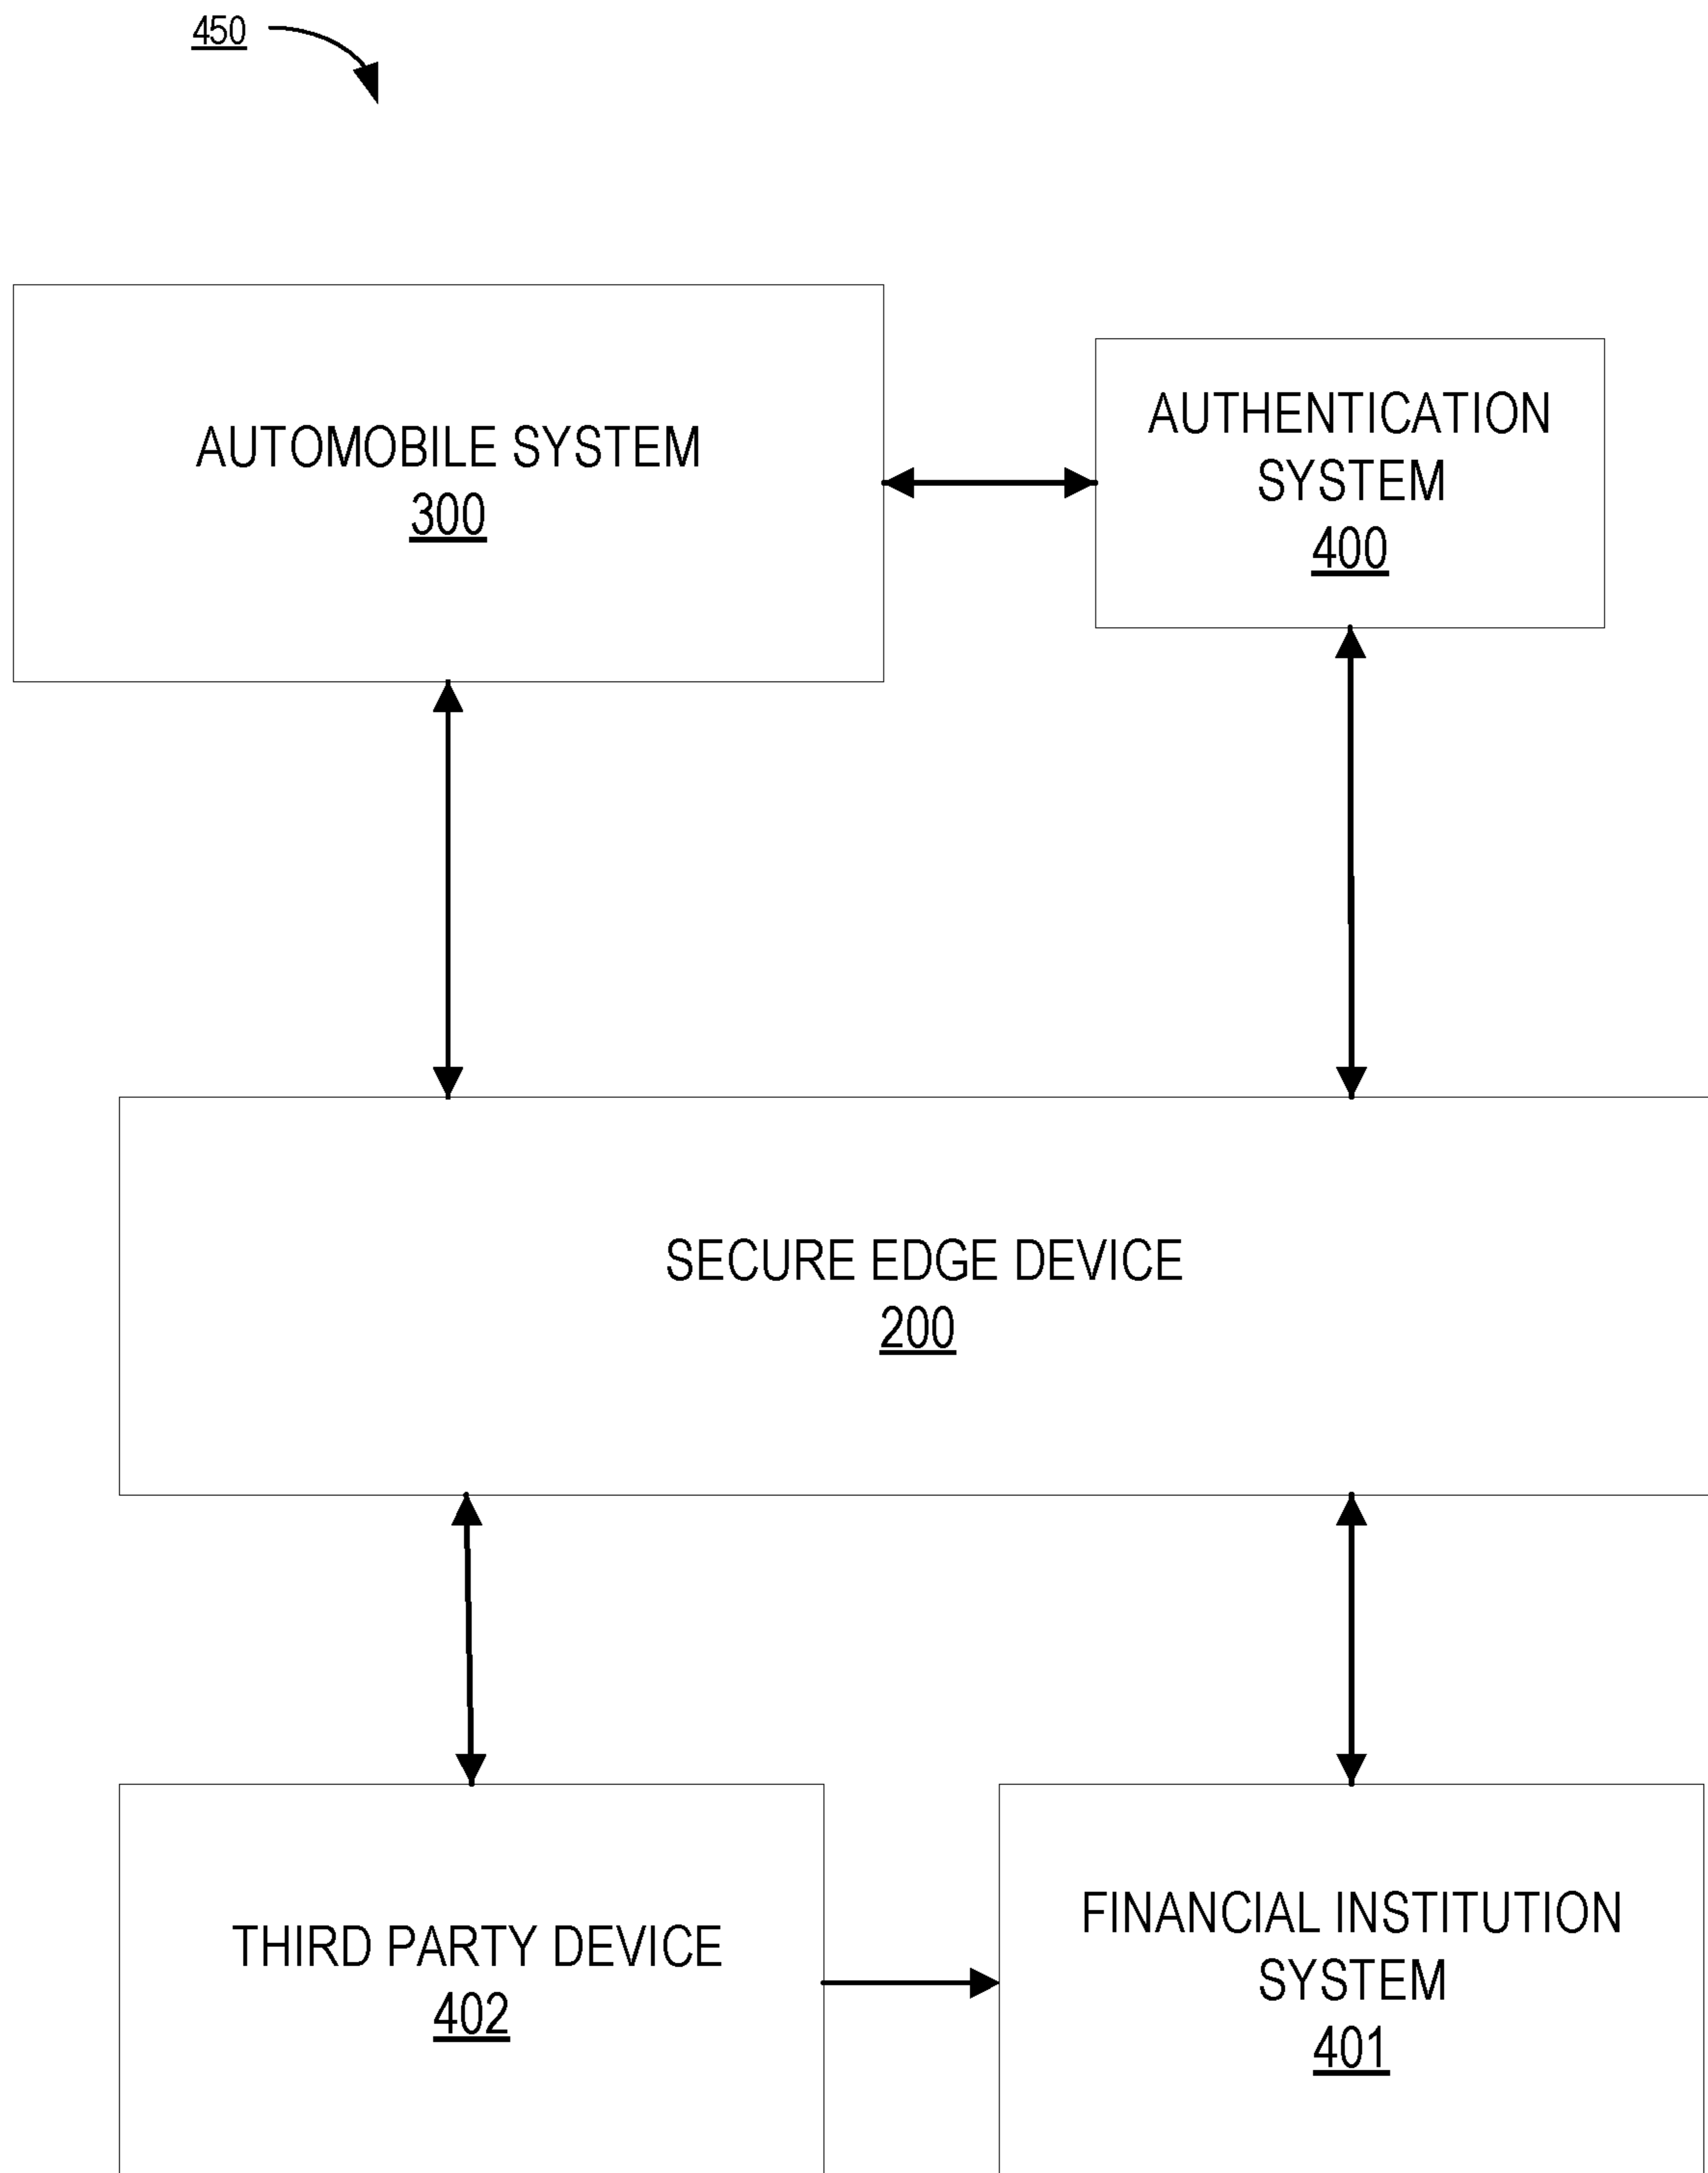 450
AUTOMOBILE SYSTEM
300
AUTHENTICATION
SYSTEM
400
SECURE EDGE DEVICE
200
THIRD PARTY DEVICE
402
FINANCIAL INSTITUTION
SYSTEM
401